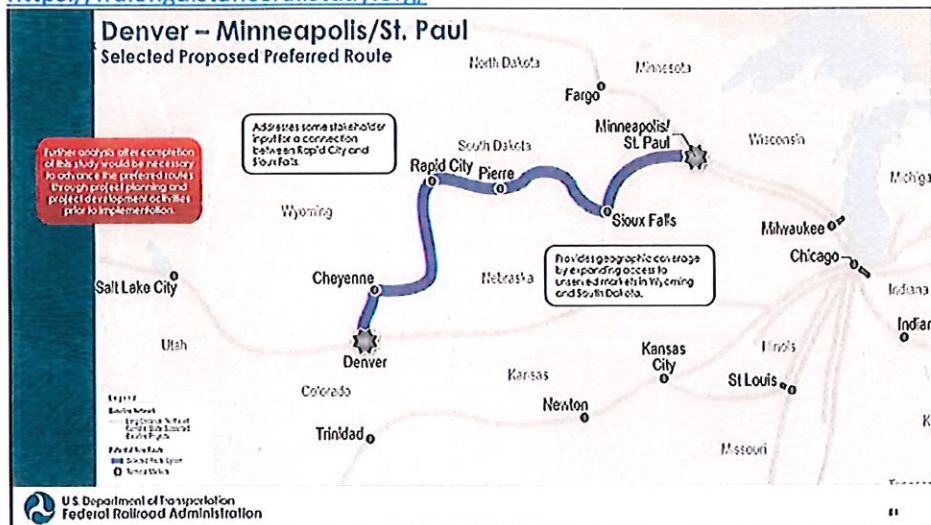 https://fralongdistancerailstudy.org/
Denver – Minneapolis/St. Paul
Selected Proposed Preferred Route
North Dakota
Minnesota
Fargo
Further analysis after completion
of this study would be necessary
to advance the preferred routes
through project planning and
project development activities
prior to implementation.
Addresses some stakeholder
input for a connection
between Rapid City and
Sioux Falls.
Minneapolis/
St. Paul
Wisconsin
South Dakota
Rapid City
Pierre
Michiga
Wyoming
Sioux Falls
Milwaukee
Chicago
Provides geographic coverage
by expanding access to
unserved markets in Wyoming
and South Dakota.
Cheyenne
Nebraska
Salt Lake City
Indiana
Utah
Denver
Kansas
City
Illinois
Indian
Colorado
Kansas
St Louis
Newton
Trinidad
Missouri
Legend
U.S. Department of Transportation
Federal Railroad Administration